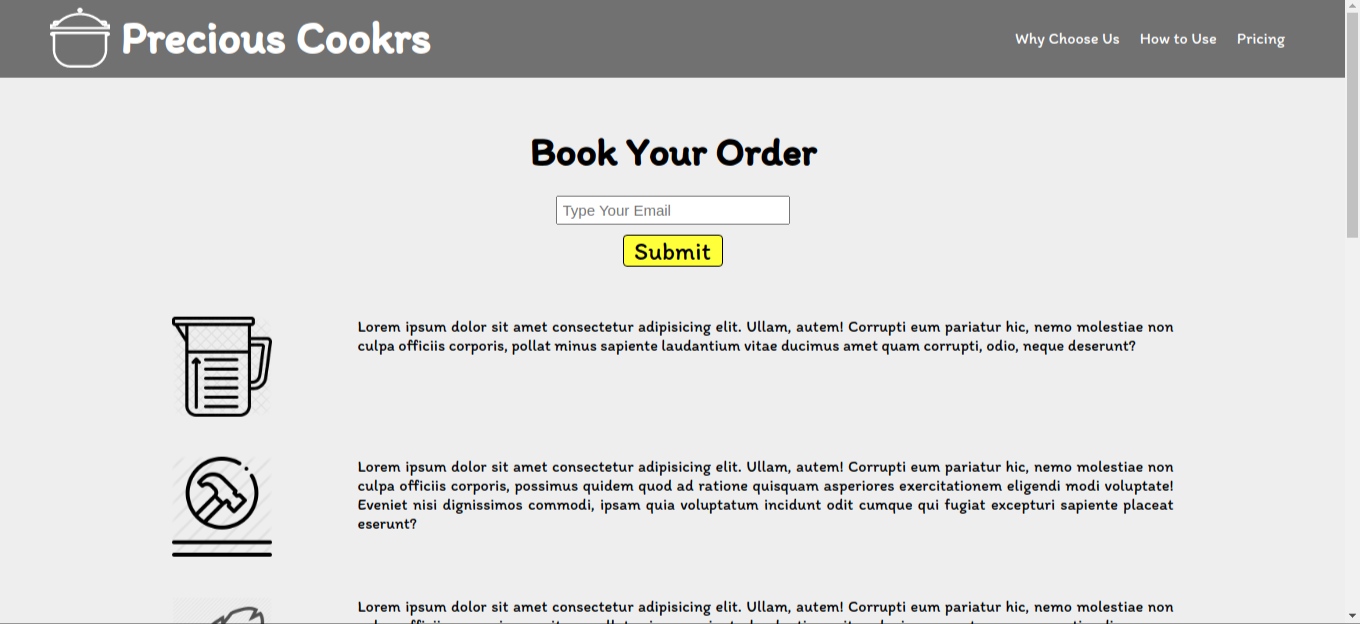 Precious Cookrs
Why Choose Us
How to Use
Pricing
Book Your Order
Type Your Email
Submit
Lorem ipsum dolor sit amet consectetur adipisicing elit. Ullam, autem! Corrupti eum pariatur hic, nemo molestiae non
culpa officiis corporis, pollat minus sapiente laudantium vitae ducimus amet quam corrupti, odio, neque deserunt?
Lorem ipsum dolor sit amet consectetur adipisicing elit. Ullam, autem! Corrupti eum pariatur hic, nemo molestiae non
culpa officiis corporis, possimus quidem quod ad ratione quisquam asperiores exercitationem eligendi modi voluptate!
Eveniet nisi dignissimos commodi, ipsam quia voluptatum incidunt odit cumque qui fugiat excepturi sapiente placeat
eserunt?
Lorem ipsum dolor sit amet consectetur adipisicing elit. Ullam, autem! Corrupti eum pariatur hic, nemo molestiae non